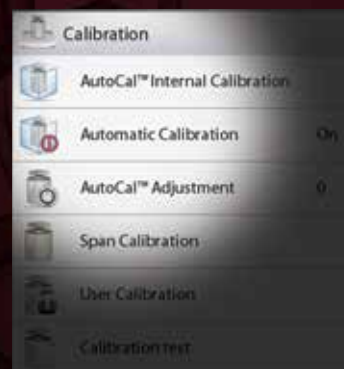 Calibration
AutoCal™ Internal Calibration
Automatic Calibration On
AutoCal™ Adjustment 0
Span Calibration
User Calibration
Calibration test